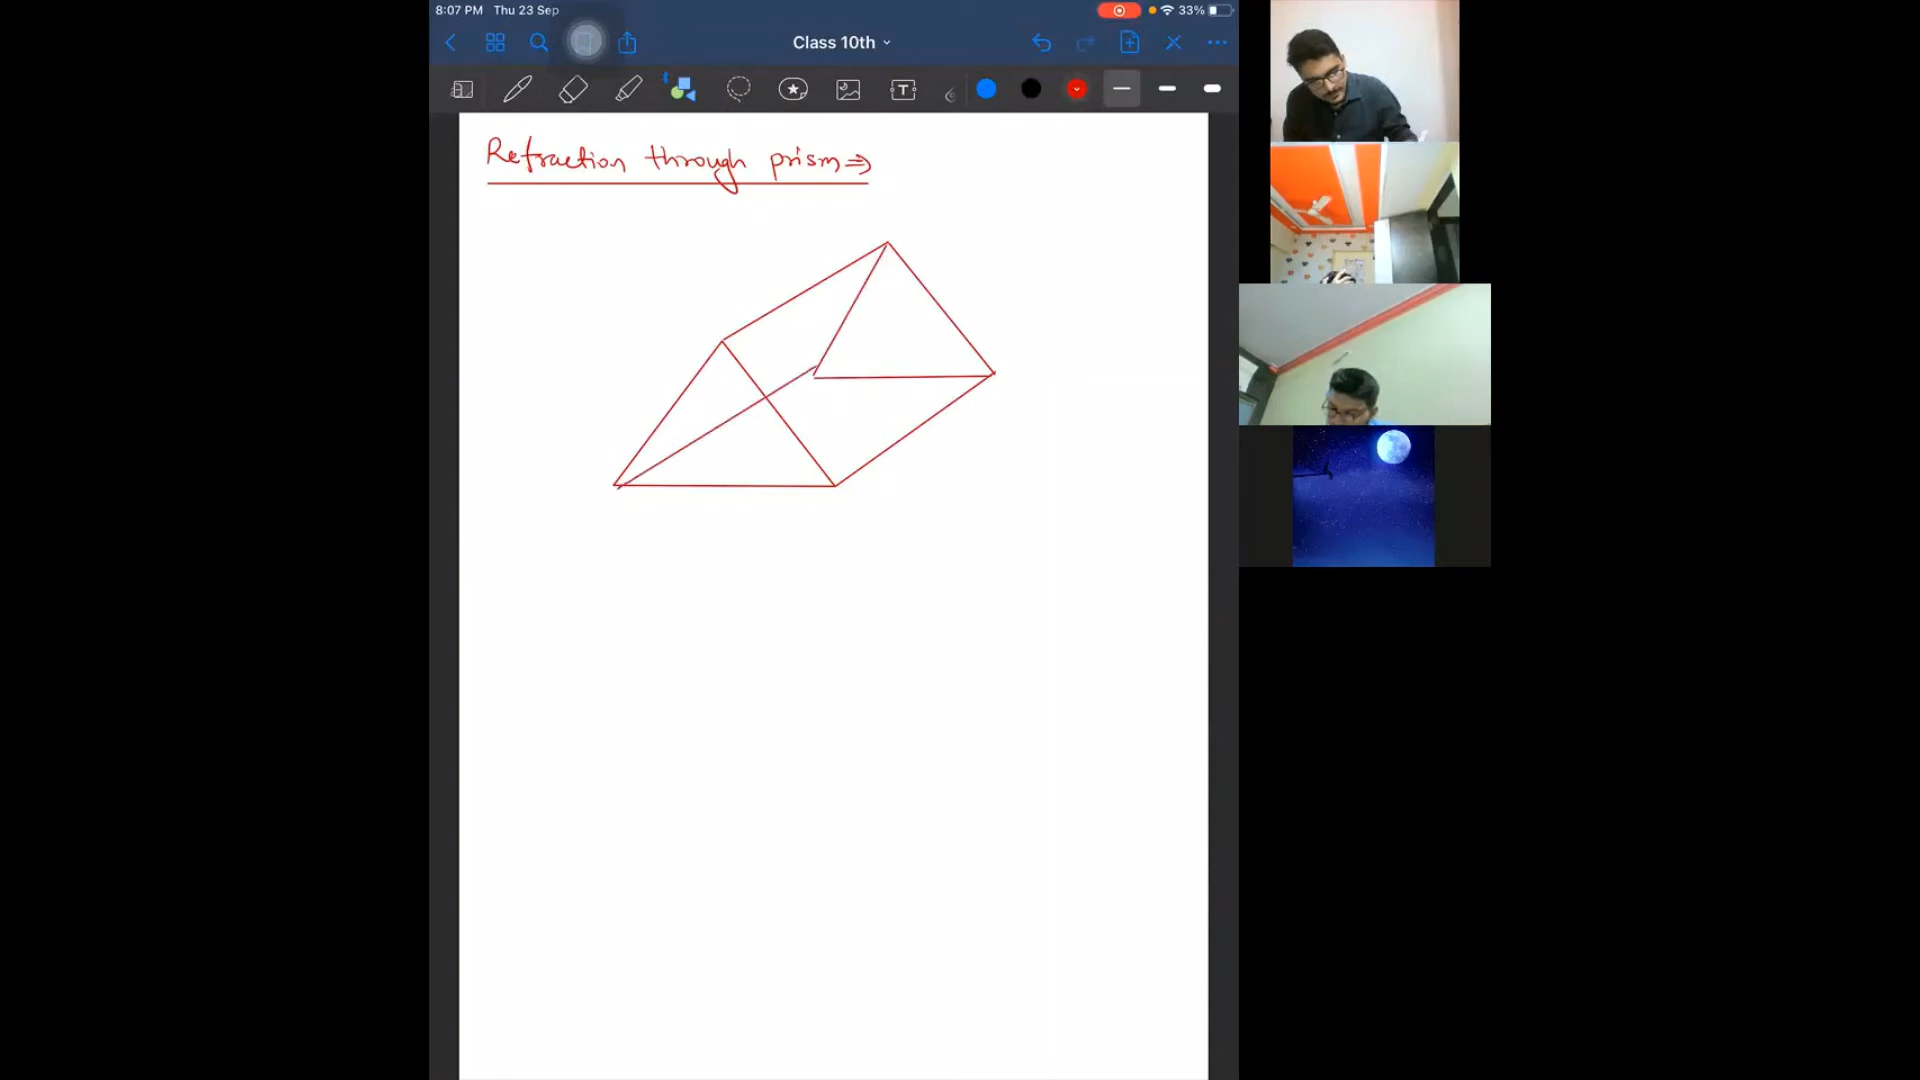 8:07 PM Thu 23 Sep 33%
Class 10th
T
Refraction through prism⇒